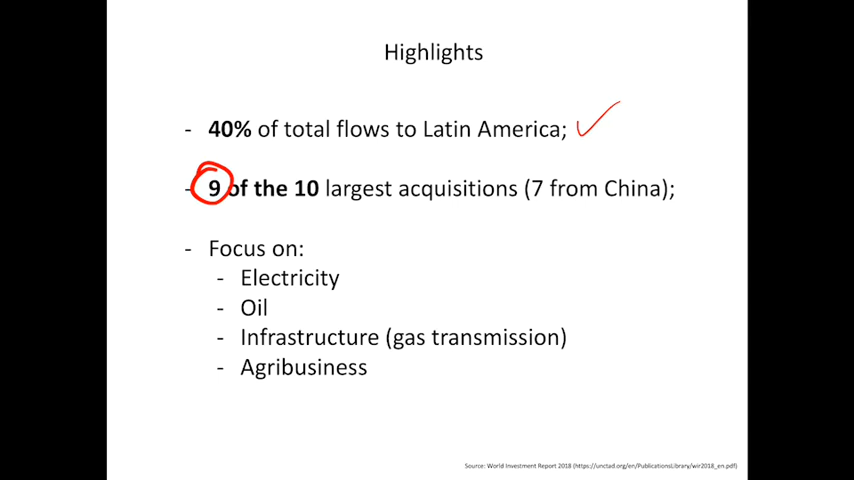 Highlights
- 40% of total flows to Latin America;
- 9 of the 10 largest acquisitions (7 from China);
- Focus on:
- Electricity
- Oil
- Infrastructure (gas transmission)
- Agribusiness
Source: World Investment Report 2018 (https://unctad.org/en/PublicationsLibrary/wir2018_en.pdf)